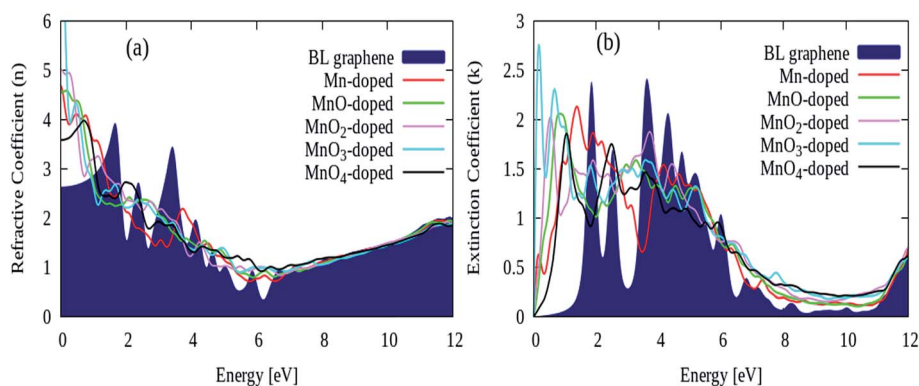 (a)
Refractive Coefficient (n)
6
5
4
3
2
1
0
BL graphene
Mn-doped
MnO-doped
MnO2-doped
MnO3-doped
MnO4-doped
0 2 4 6 8 10 12
Energy [eV]
(b)
Extinction Coefficient (k)
3
2.5
2
1.5
1
0.5
0
BL graphene
Mn-doped
MnO-doped
MnO2-doped
MnO3-doped
MnO4-doped
0 2 4 6 8 10 12
Energy [eV]